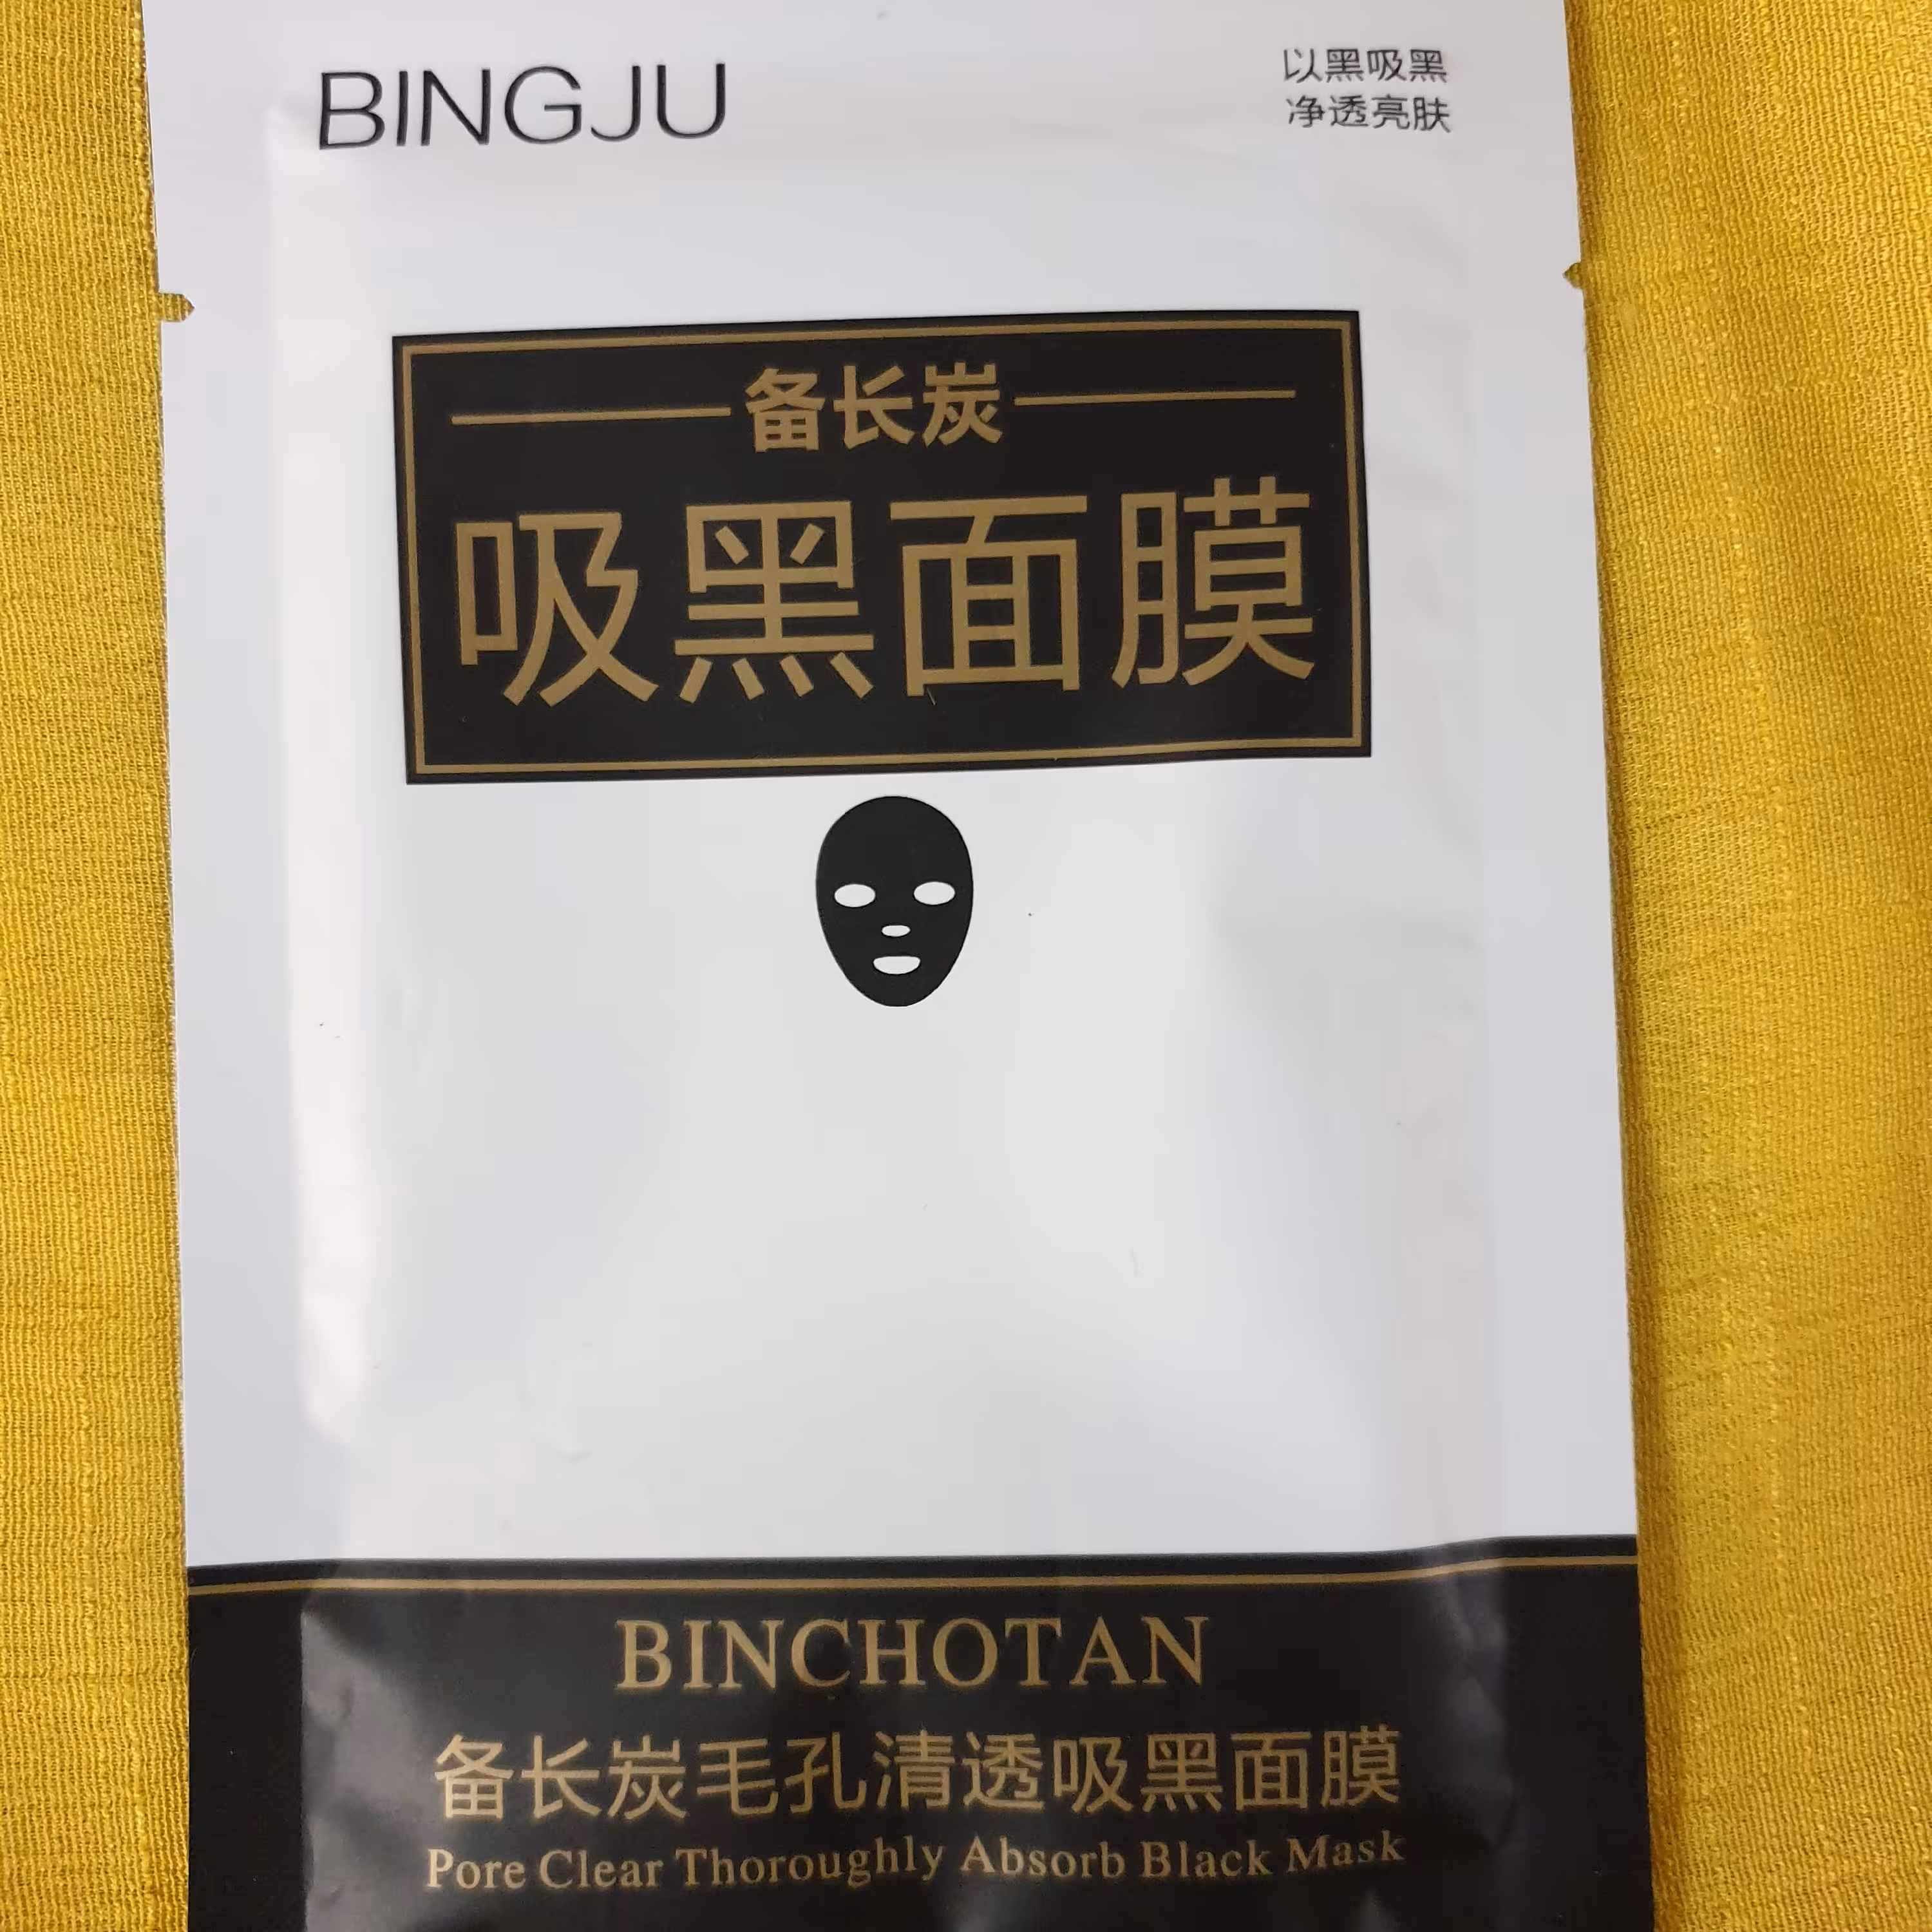 BINGJU
以黑吸黑
净透亮肤
备长炭
吸黑面膜
BINCHOTAN
备长炭毛孔清透吸黑面膜
Pore Clear Thoroughly Absorb Black Mask